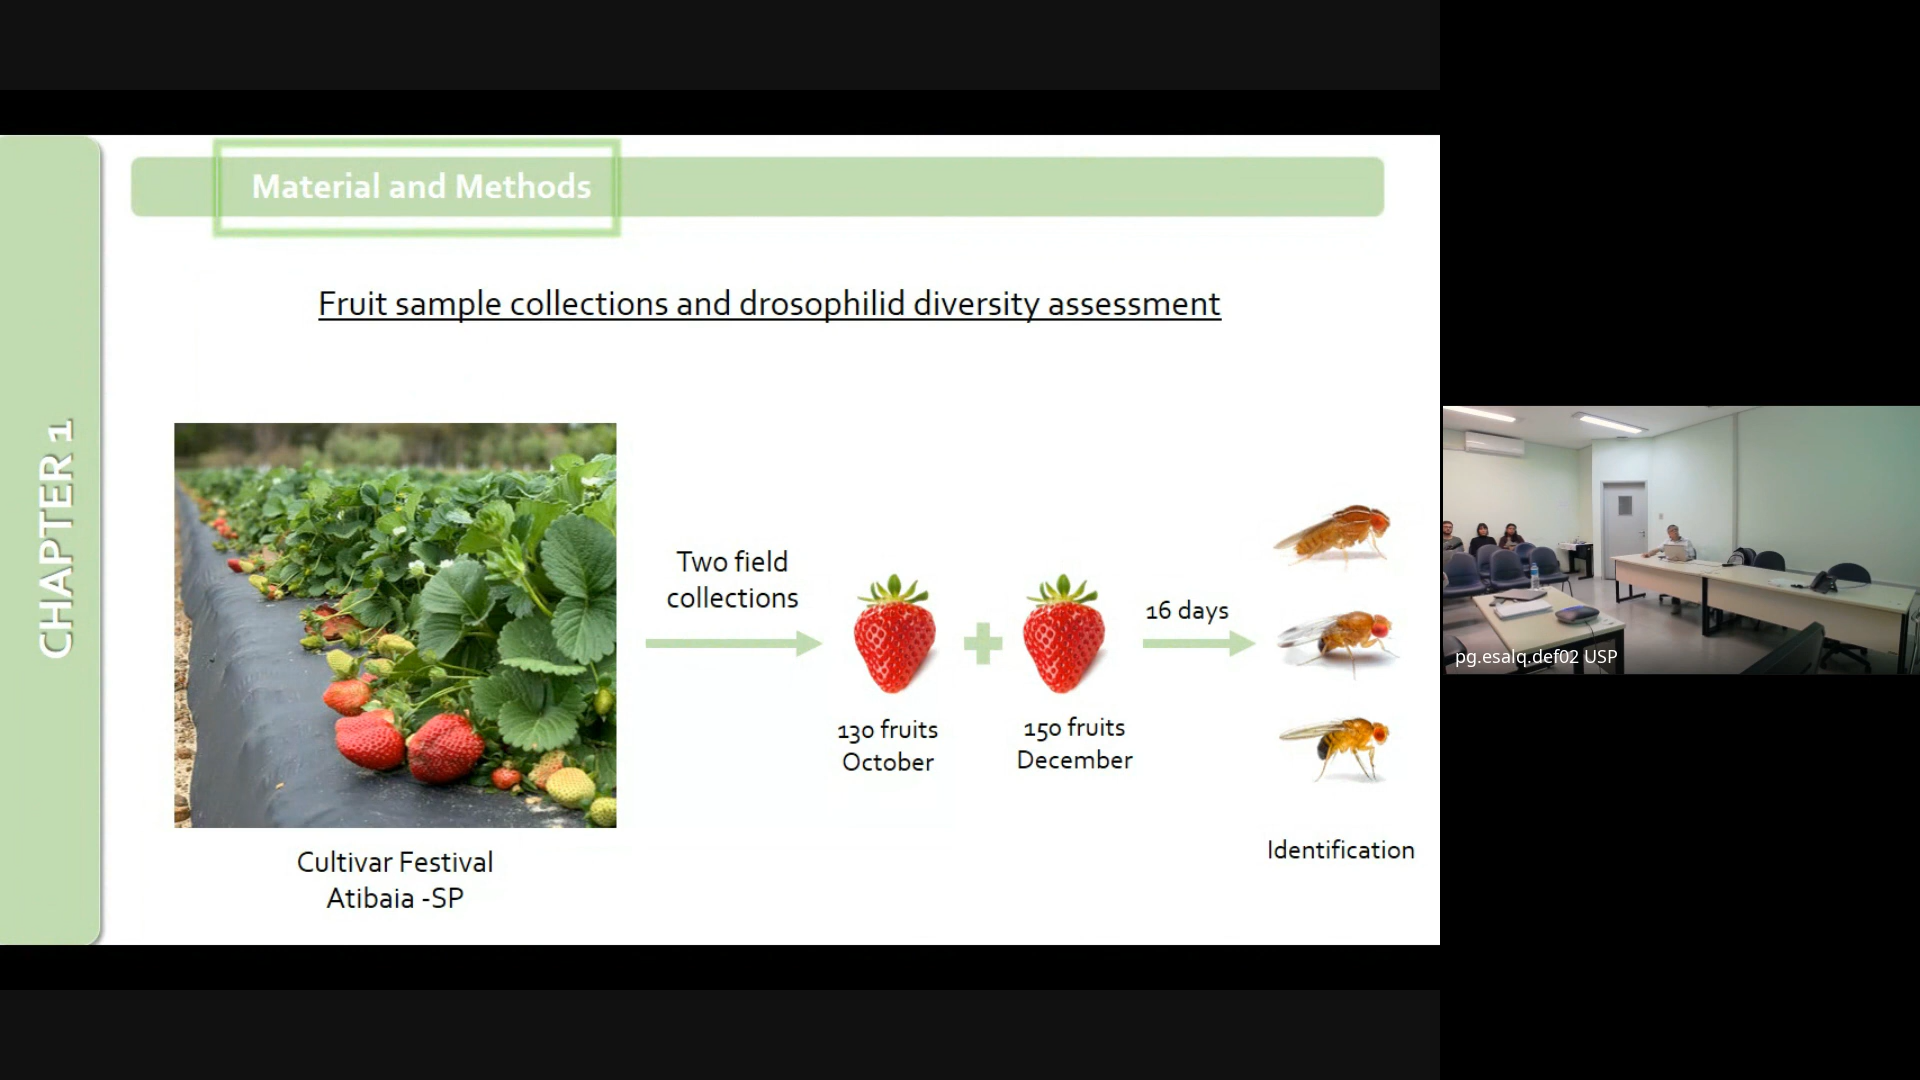 CHAPTER 1
Material and Methods
Fruit sample collections and drosophilid diversity assessment
Two field
collections
16 days
130 fruits
October
150 fruits
December
Identification
Cultivar Festival
Atibaia -SP
pg.esalq.def02 USP